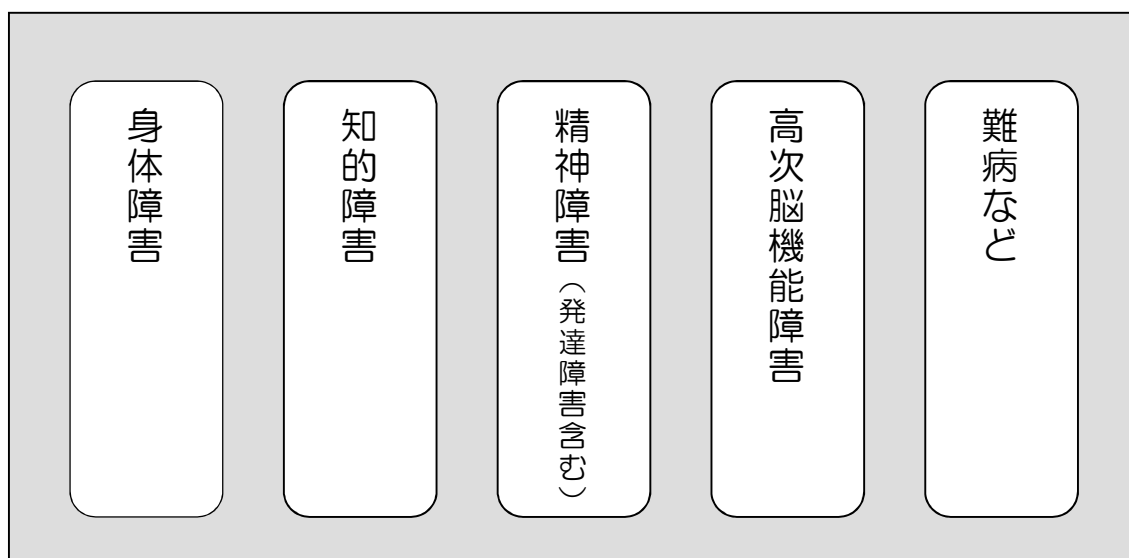 身体障害
知的障害
精神障害（発達障害含む）
高次脳機能障害
難病など